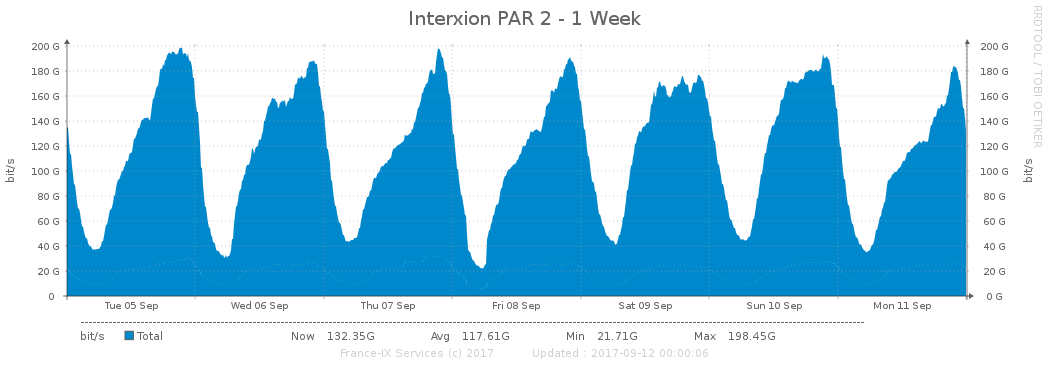 Interxion PAR 2 - 1 Week
RRDTOOL / TOBI OETIKER
200 G 200 G
180 G 180 G
160 G 160 G
140 G 140 G
120 G 120 G
100 G 100 G
80 G 80 G
60 G 60 G
40 G 40 G
20 G 20 G
0 0 G
bit/s bit/s
Tue 05 Sep Wed 06 Sep Thu 07 Sep Fri 08 Sep Sat 09 Sep Sun 10 Sep Mon 11 Sep
bit/s Total Now 132.35G Avg 117.61G Min 21.71G Max 198.45G
France-IX Services (c) 2017 Updated : 2017-09-12 00:00:06